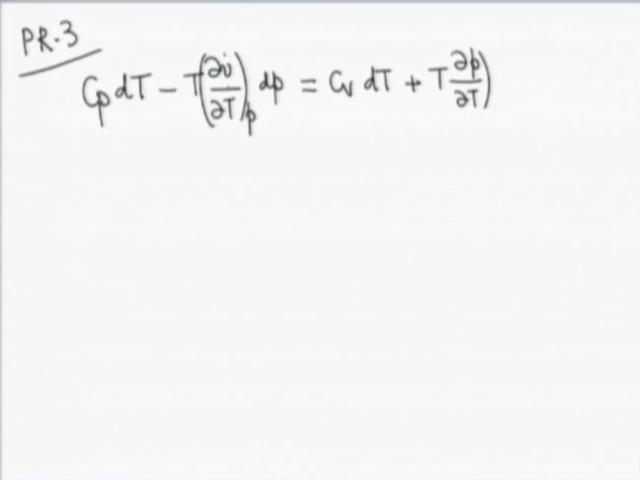 PR.3
Cp dT − T(∂v/∂T)p dp = Cv dT + T ∂p/∂T)